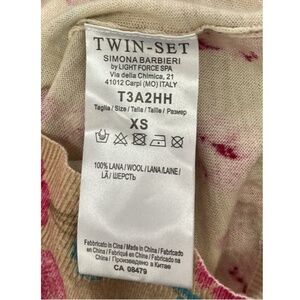 TWIN-SET
SIMONA BARBIERI
by LIGHT FORCE SPA
Via della Chimica, 21
41012 Carpi (MO) ITALY
T3A2HH
Taglia / Size / Talla / Taille / Размер
XS
100% LANA / WOOL / LANA /LAINE /
LÃ / ШЕРСТЬ
Fabbricato in Cina / Made in China / Fabricado
en China / Fabriqué en China / Fabricado na
China / Произведено в Китае
CA 08479